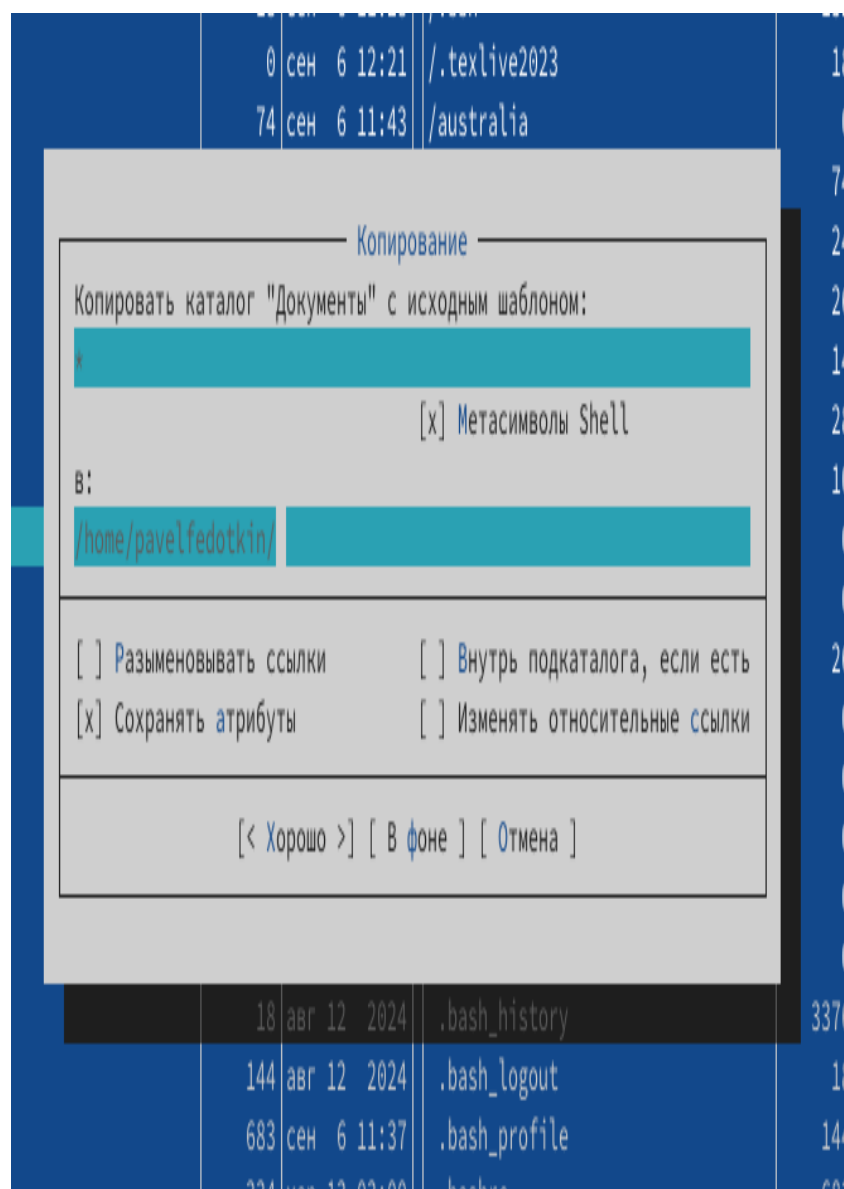 0 сен 6 12:21 /.texlive2023
74 сен 6 11:43 /australia
Копирование
Копировать каталог "Документы" с исходным шаблоном:
*
[x] Метасимволы Shell
в:
/home/pavelfedotkin/
[ ] Разыменовывать ссылки [ ] Внутрь подкаталога, если есть
[x] Сохранять атрибуты [ ] Изменять относительные ссылки
[< Хорошо >] [ В фоне ] [ Отмена ]
18 авг 12 2024 .bash_history
144 авг 12 2024 .bash_logout
683 сен 6 11:37 .bash_profile